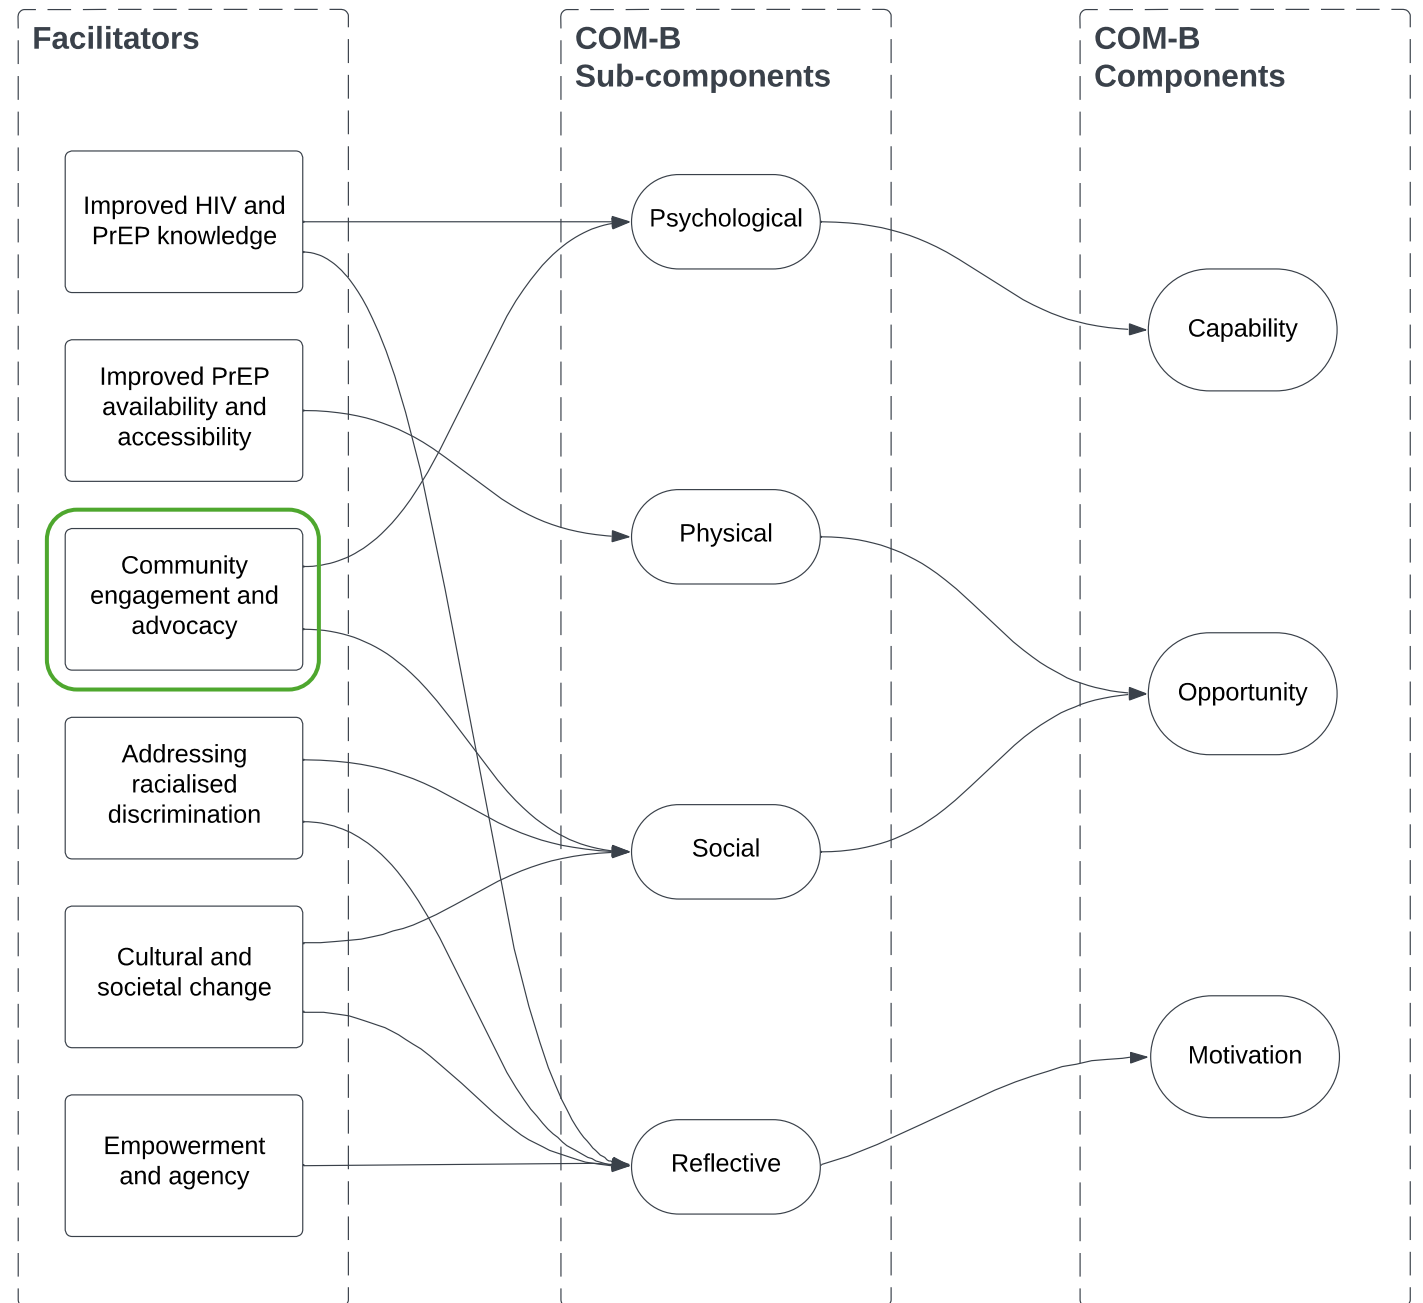 Facilitators
Improved HIV and
PrEP knowledge
Improved PrEP
availability and
accessibility
Community
engagement and
advocacy
Addressing
racialised
discrimination
Cultural and
societal change
Empowerment
and agency
COM-B
Sub-components
Psychological
Physical
Social
Reflective
COM-B
Components
Capability
Opportunity
Motivation